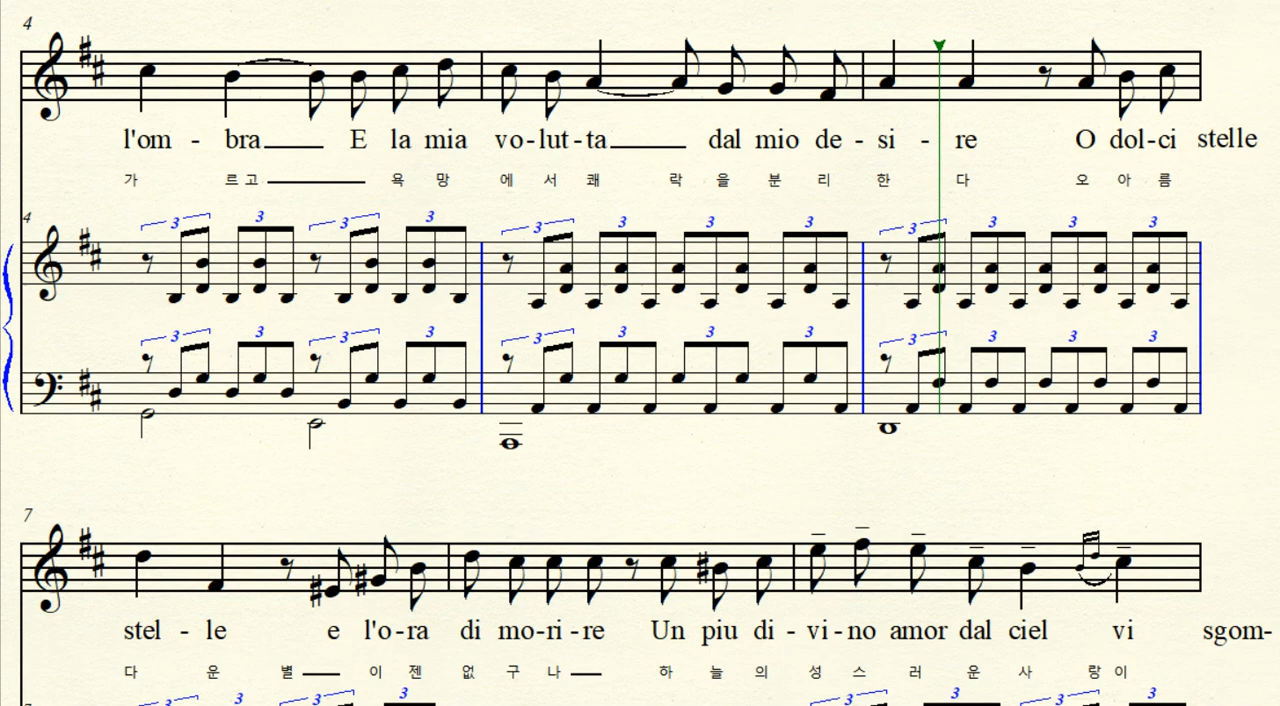 4
l'om - bra E la mia vo-lut-ta dal mio de - si - re O dol-ci stelle
가 르 고 욕 망 에 서 쾌 락 을 분 리 한 다 오 아 름
4
3 3 3 3 3 3 3 3 3 3 3 3
3 3 3 3 3 3 3 3 3 3 3 3
7
stel - le e l'o-ra di mo-ri-re Un piu di - vi-no amor dal ciel vi sgom-
다 운 별 이 젠 없 구 나 하 늘 의 성 스 러 운 사 랑 이
3 3 3 3 3 3 3 3